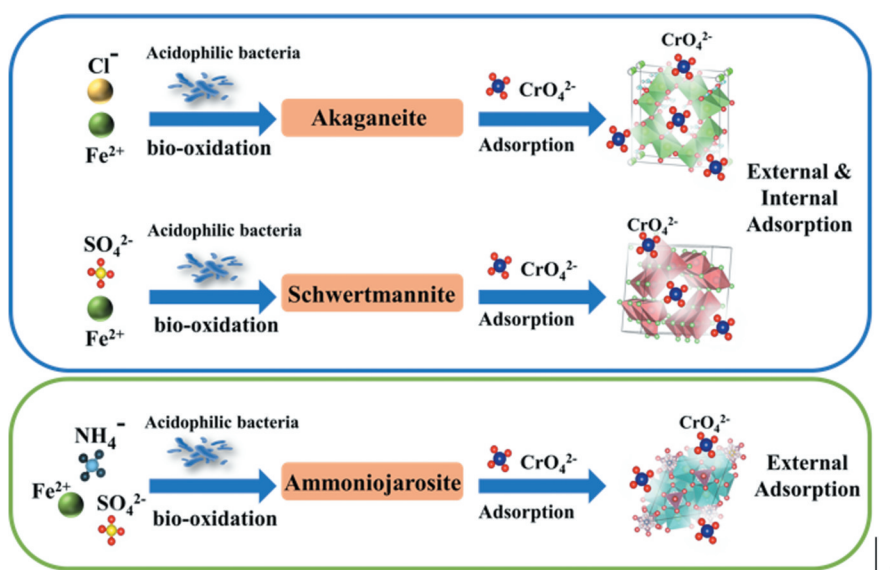 Cl⁻
Fe²⁺
Acidophilic bacteria
bio-oxidation
Akaganeite
CrO₄²⁻
Adsorption
CrO₄²⁻
SO₄²⁻
Fe²⁺
Acidophilic bacteria
bio-oxidation
Schwertmannite
CrO₄²⁻
Adsorption
CrO₄²⁻
External &
Internal
Adsorption
NH₄⁻
Fe²⁺
SO₄²⁻
Acidophilic bacteria
bio-oxidation
Ammoniojarosite
CrO₄²⁻
Adsorption
CrO₄²⁻
External
Adsorption